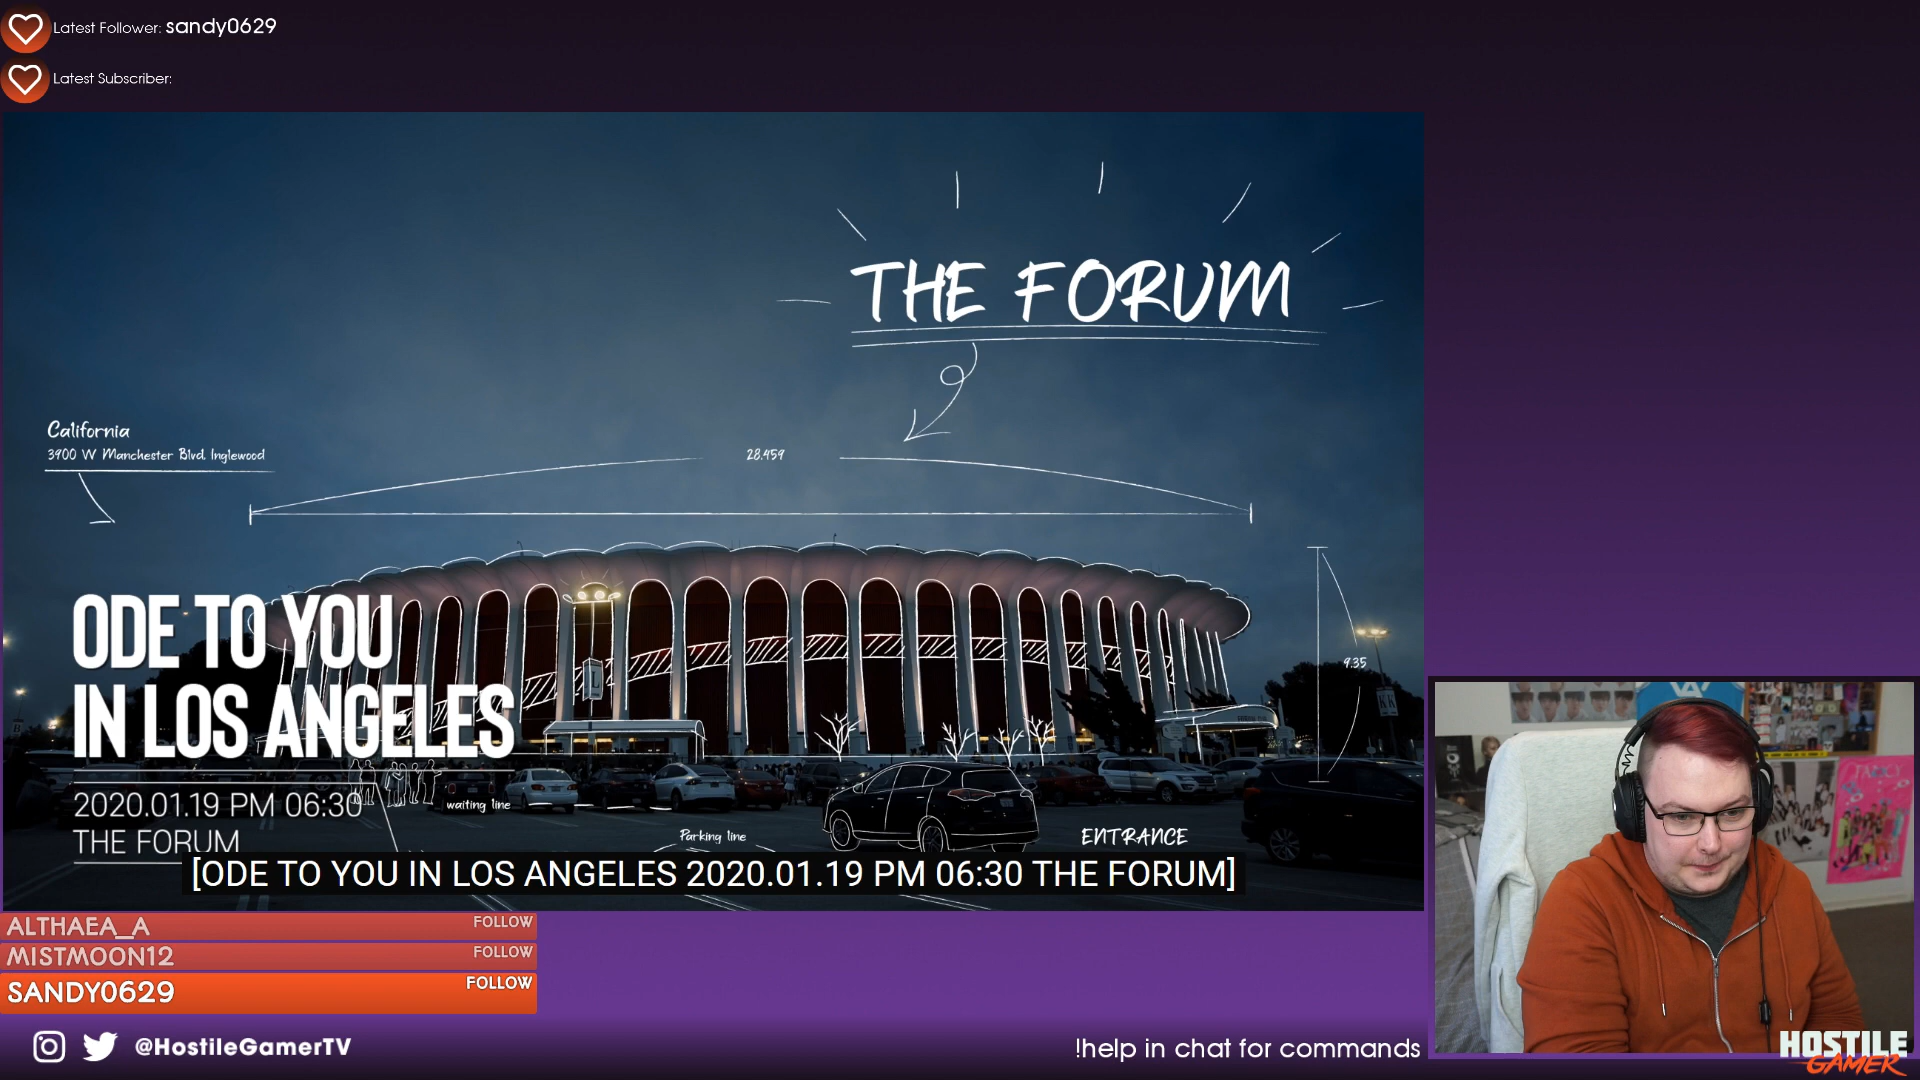 Latest Follower: sandy0629
Latest Subscriber:
THE FORUM
California
3900 W Manchester Blvd. Inglewood
28.459
9.35
L
ODE TO YOU
IN LOS ANGELES
2020.01.19 PM 06:30
THE FORUM
waiting line
Parking line
ENTRANCE
[ODE TO YOU IN LOS ANGELES 2020.01.19 PM 06:30 THE FORUM]
ALTHAEA_A FOLLOW
MISTMOON12 FOLLOW
SANDY0629 FOLLOW
@HostileGamerTV
!help in chat for commands
HOSTILE
GAMER